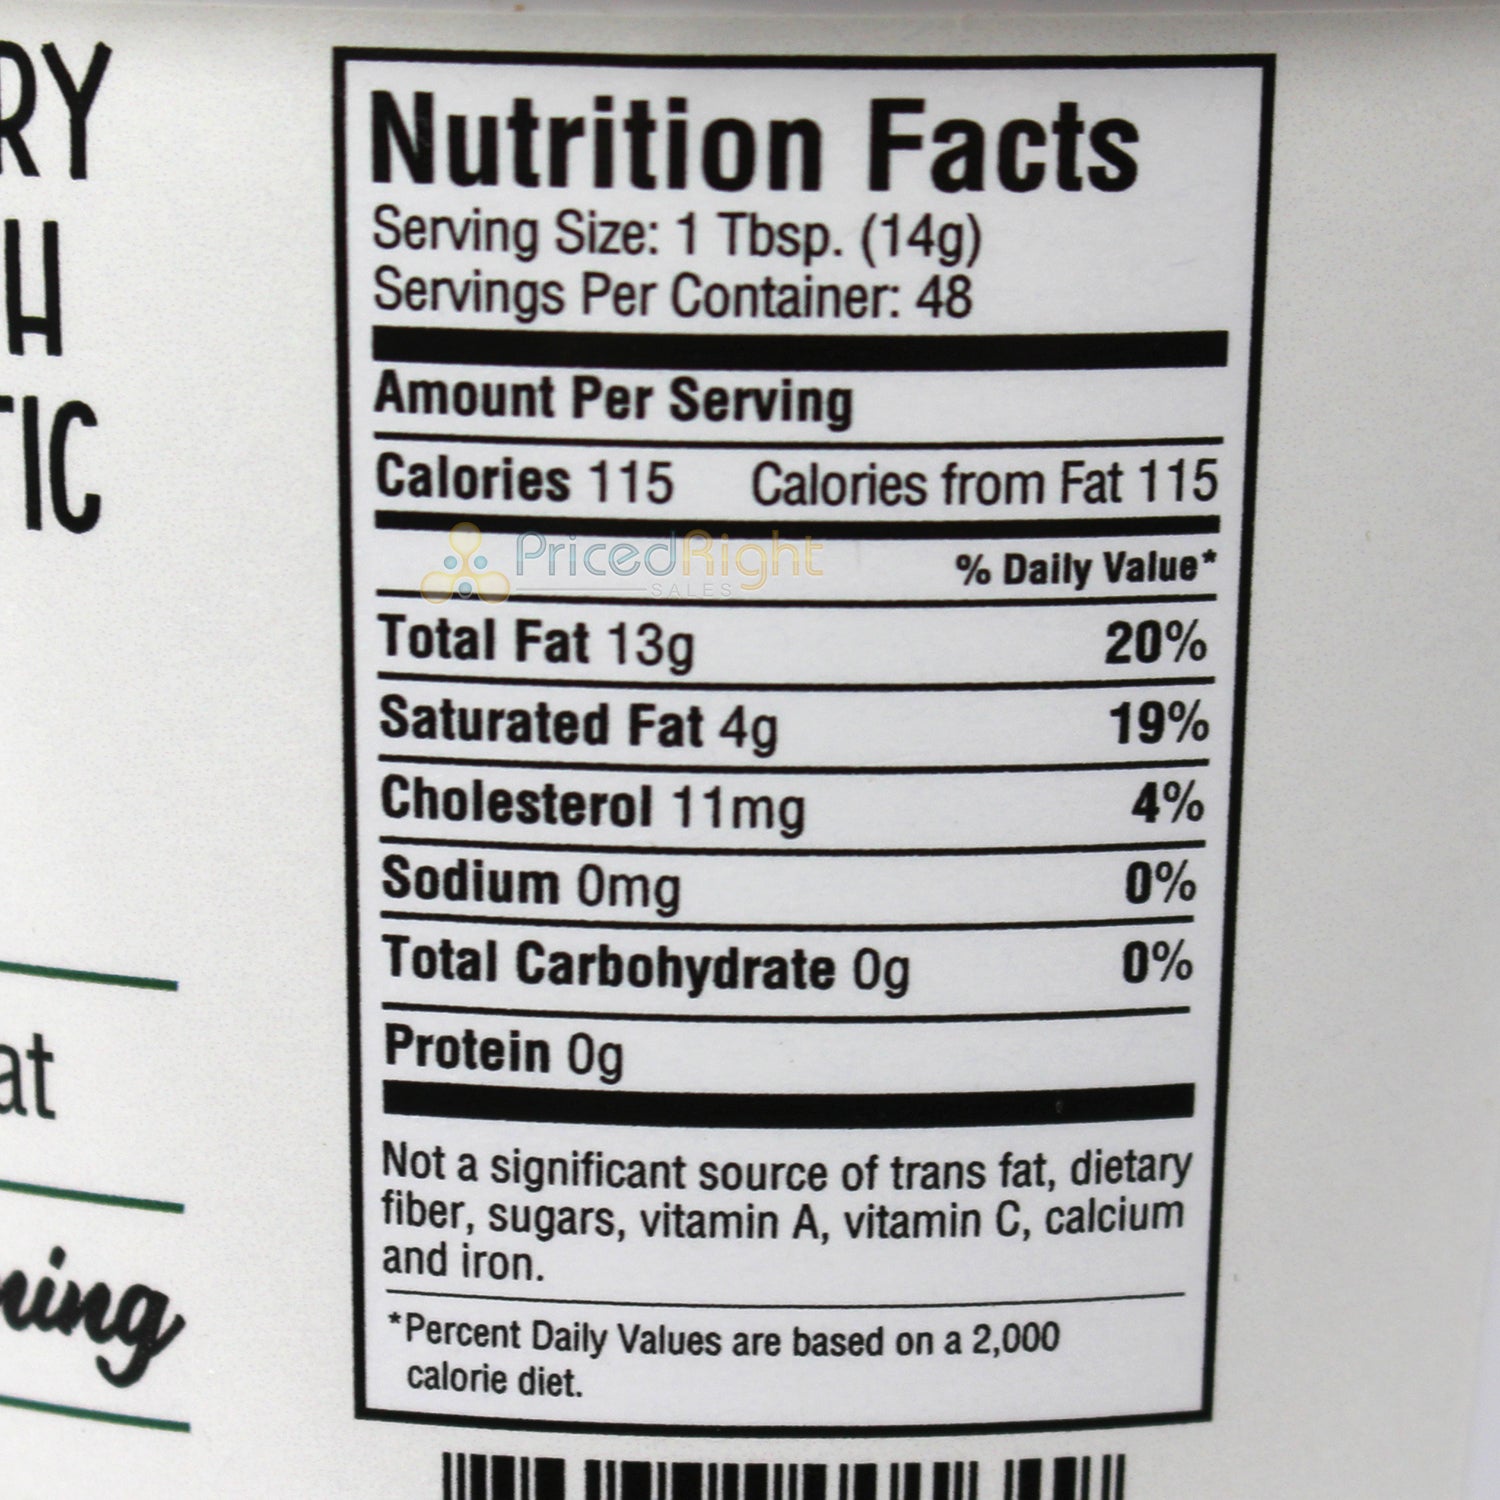 RY
H
TIC
at
ning
Nutrition Facts
Serving Size: 1 Tbsp. (14g)
Servings Per Container: 48
Amount Per Serving
Calories 115 Calories from Fat 115
PricedRight
SALES
% Daily Value*
Total Fat 13g 20%
Saturated Fat 4g 19%
Cholesterol 11mg 4%
Sodium 0mg 0%
Total Carbohydrate 0g 0%
Protein 0g
Not a significant source of trans fat, dietary
fiber, sugars, vitamin A, vitamin C, calcium
and iron.
*Percent Daily Values are based on a 2,000
calorie diet.